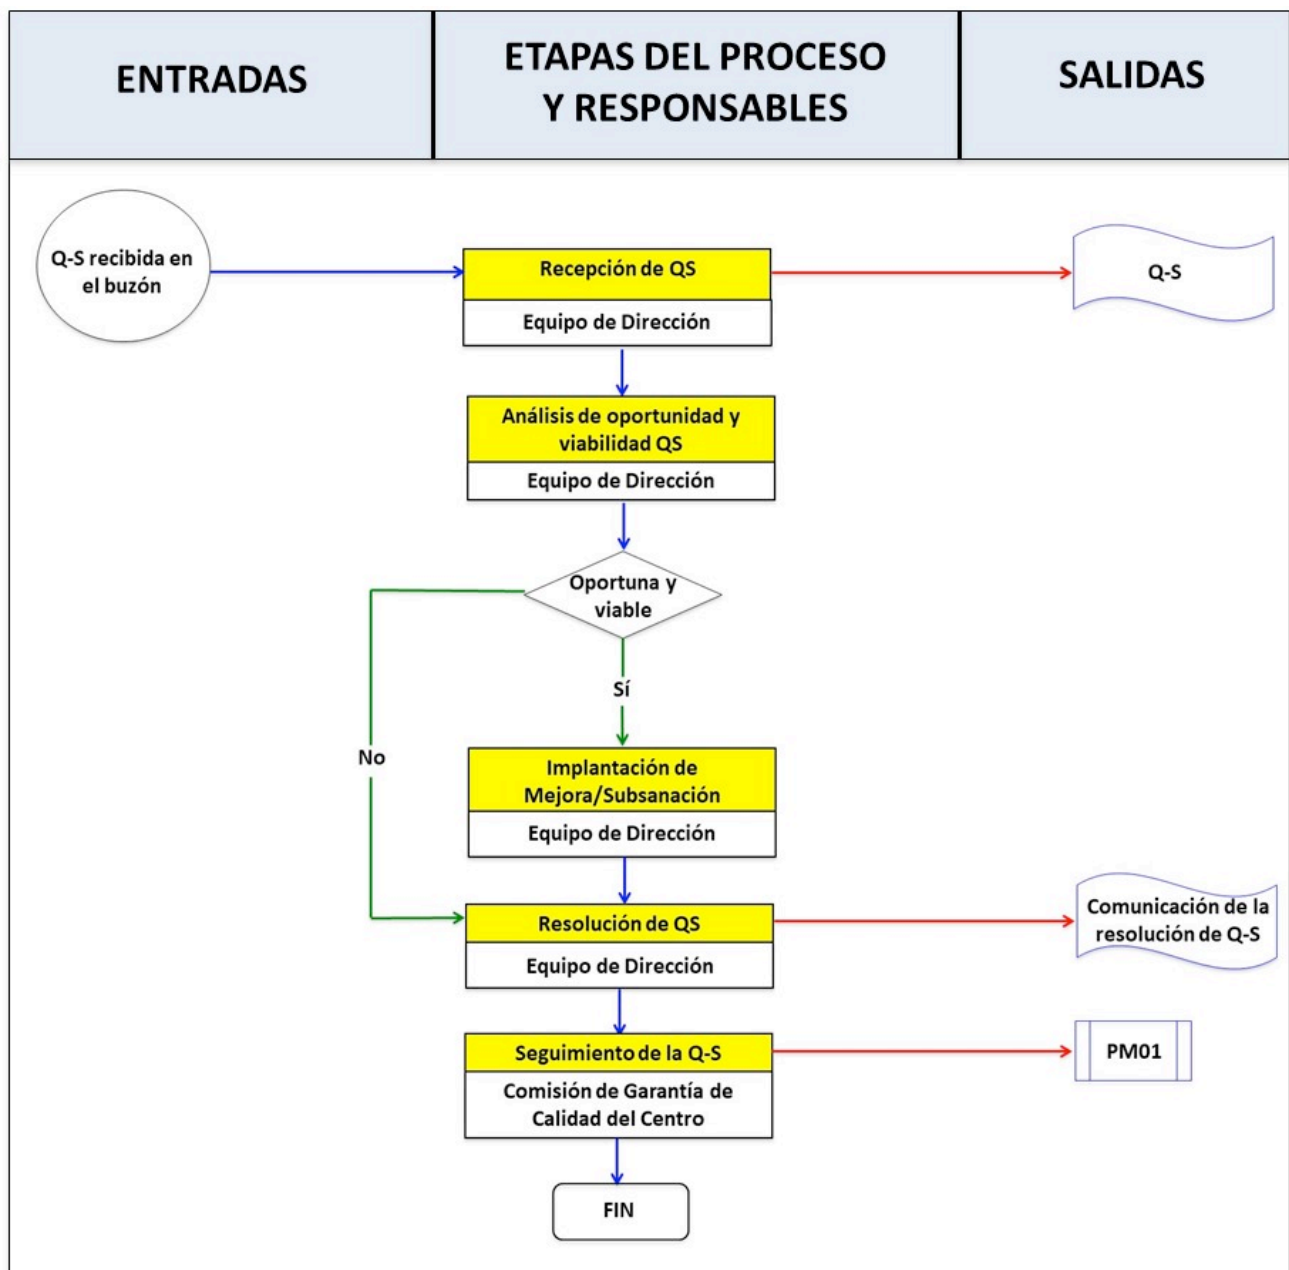 ENTRADAS
ETAPAS DEL PROCESO
Y RESPONSABLES
SALIDAS
Q-S recibida en
el buzón
Recepción de QS
Equipo de Dirección
Q-S
Análisis de oportunidad y
viabilidad QS
Equipo de Dirección
Oportuna y
viable
Sí
No
Implantación de
Mejora/Subsanación
Equipo de Dirección
Resolución de QS
Equipo de Dirección
Comunicación de la
resolución de Q-S
Seguimiento de la Q-S
Comisión de Garantía de
Calidad del Centro
PM01
FIN